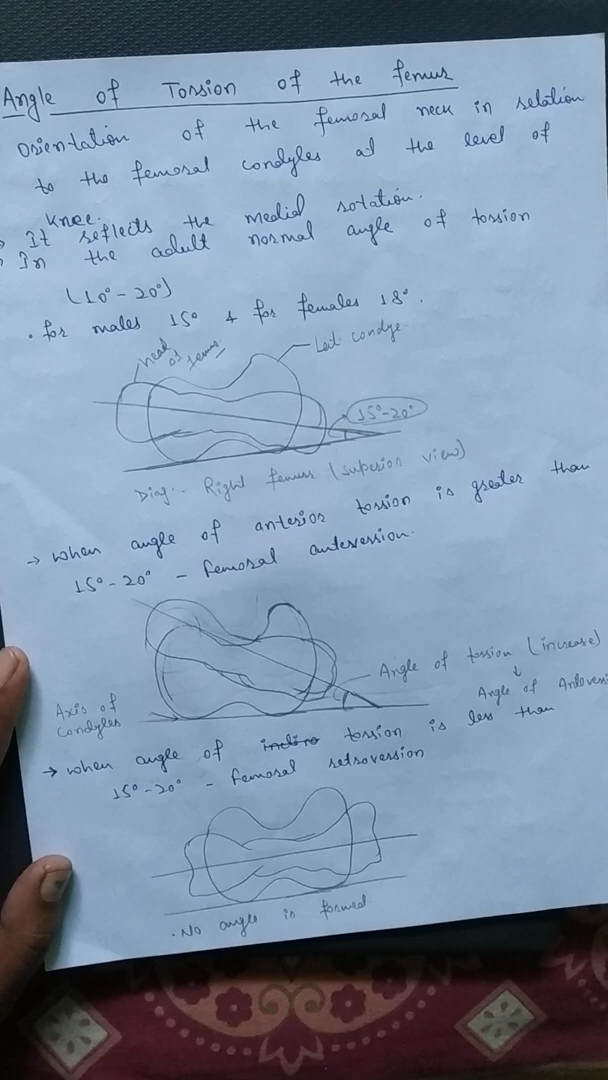 Angle of Torsion of the femur
Orientation of the femoral neck in relation
to the femoral condyles at the level of
knee.
→ It reflects the medial rotation.
→ In the adult normal angle of torsion
(10° - 20°)
• for males 15° & for females 18°.
head of femur
Lat condye
15°-20°
Diag:- Right femur (superior view)
→ when angle of anterior torsion is greater than
15° - 20° - femoral anteversion.
Angle of torsion (increase)
↓
Angle of Anteversi
Axis of
condyles
→ when angle of torsion is less than
15° - 20° - femoral retroversion
• No angle is formed